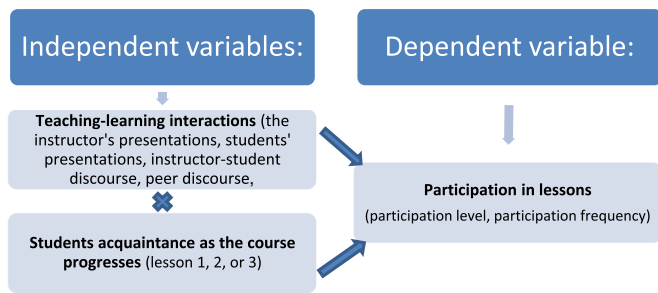 Independent variables:
Dependent variable:
Teaching-learning interactions (the
instructor's presentations, students'
presentations, instructor-student
discourse, peer discourse,
Students acquaintance as the course
progresses (lesson 1, 2, or 3)
Participation in lessons
(participation level, participation frequency)